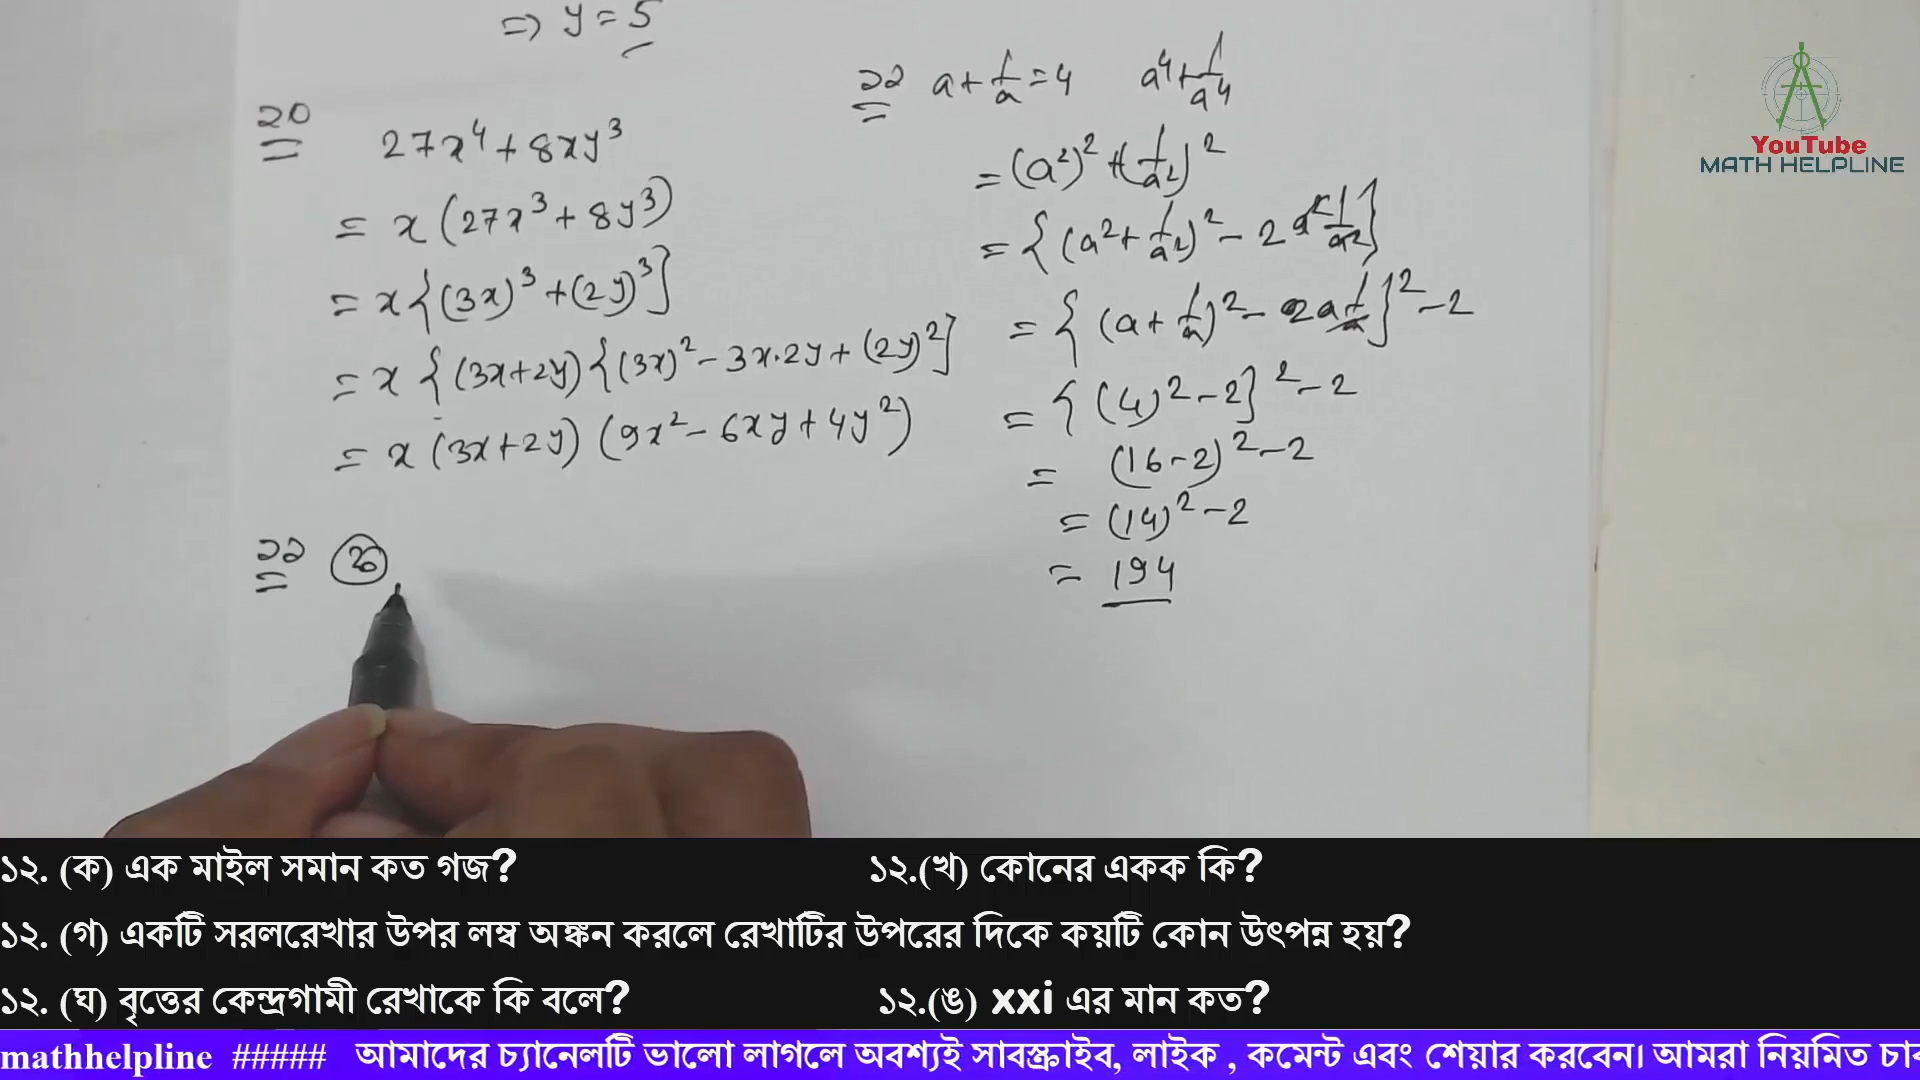 ⇒ y = 5
20
27x⁴ + 8xy³
= x (27x³ + 8y³)
= x {(3x)³ + (2y)³]
= x {(3x+2y) {(3x)² - 3x.2y + (2y)²]
= x (3x+2y) (9x² - 6xy + 4y²)
১১ a + 1/a = 4 a⁴ + 1/a⁴
= (a²)² + (1/a²)²
= {(a² + 1/a²)² - 2 a² 1/a²}
= { (a + 1/a)² - 2a 1/a }² - 2
= { (4)² - 2] ² - 2
= (16-2)² - 2
= (14)² - 2
= 194
১২ ক
YouTube
MATH HELPLINE
১২. (ক) এক মাইল সমান কত গজ? ১২.(খ) কোনের একক কি?
১২. (গ) একটি সরলরেখার উপর লম্ব অঙ্কন করলে রেখাটির উপরের দিকে কয়টি কোন উৎপন্ন হয়?
১২. (ঘ) বৃত্তের কেন্দ্রগামী রেখাকে কি বলে? ১২.(ঙ) xxi এর মান কত?
mathhelpline ##### আমাদের চ্যানেলটি ভালো লাগলে অবশ্যই সাবস্ক্রাইব, লাইক , কমেন্ট এবং শেয়ার করবেন। আমরা নিয়মিত চাব